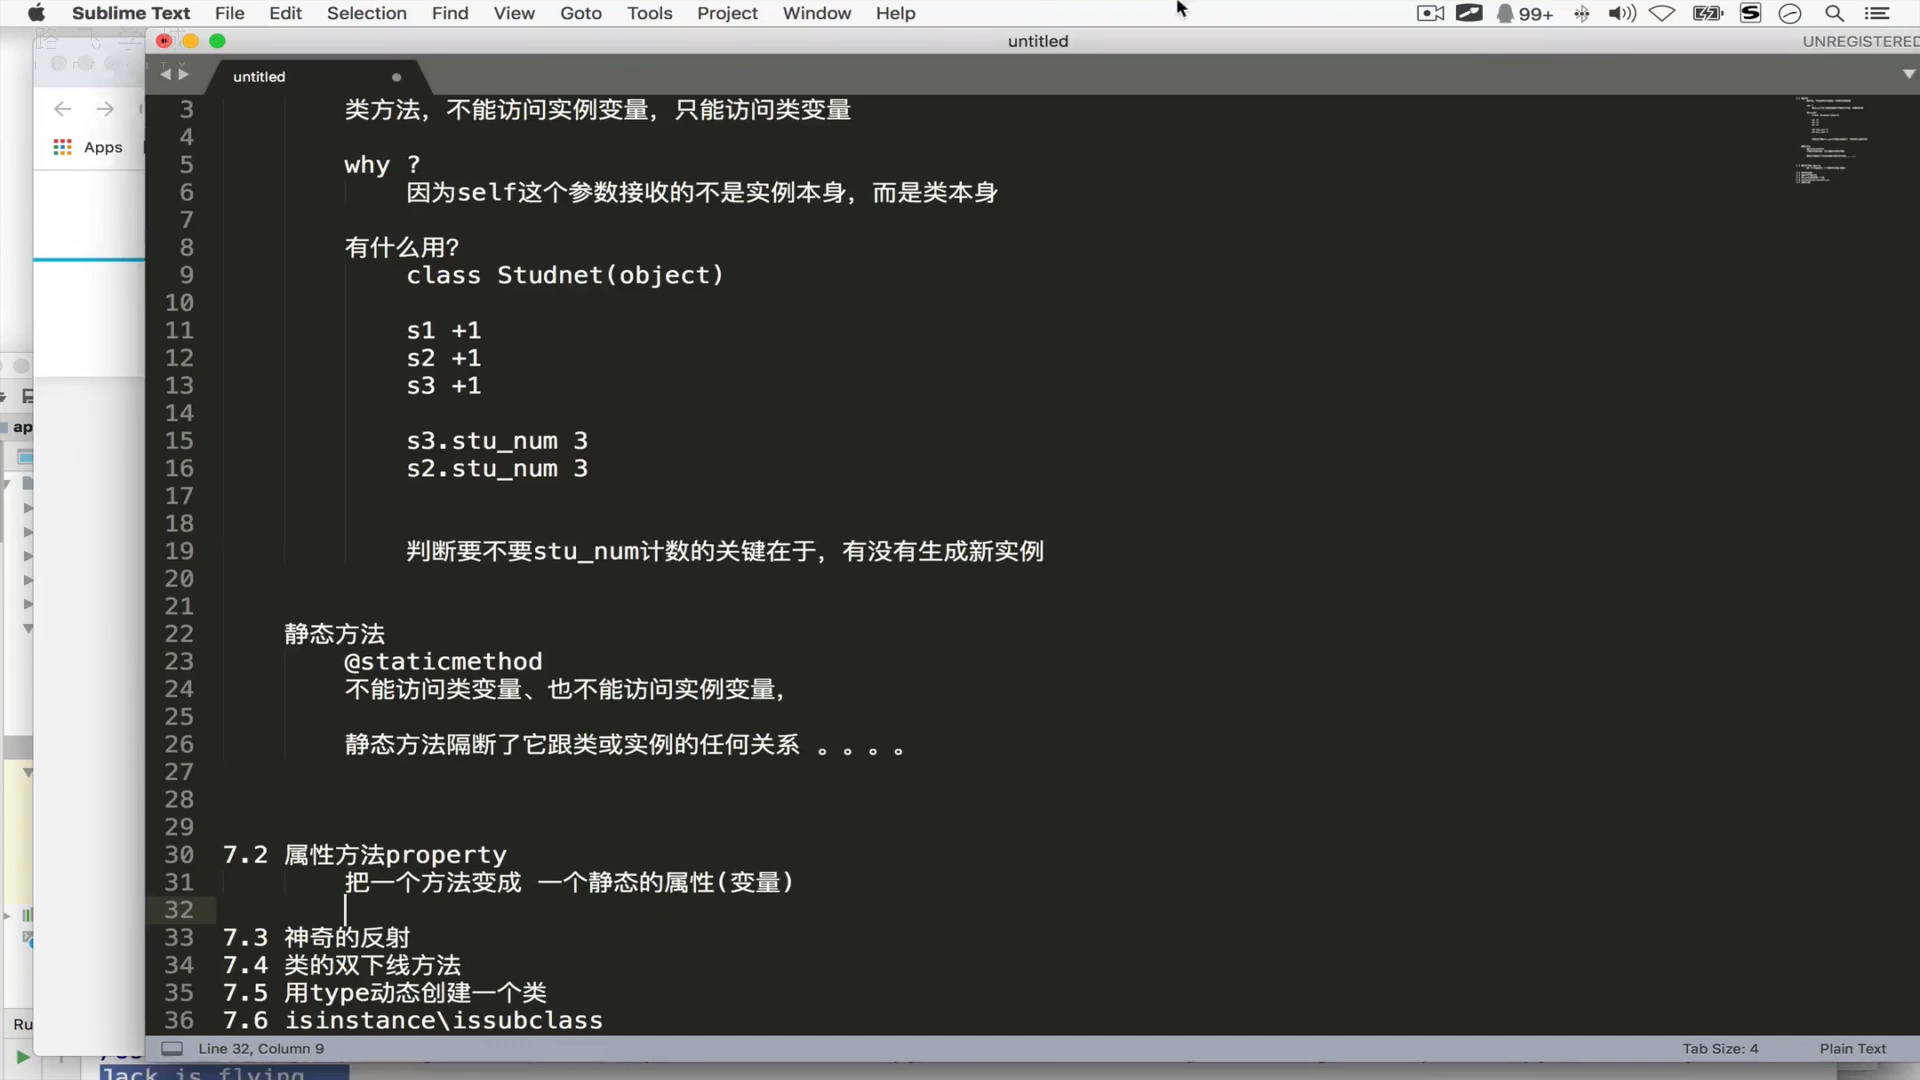 Sublime Text File Edit Selection Find View Goto Tools Project Window Help 99+
untitled UNREGISTERED
untitled
Apps
3 类方法，不能访问实例变量，只能访问类变量
4
5 why ?
6 因为self这个参数接收的不是实例本身，而是类本身
7
8 有什么用?
9 class Studnet(object)
10
11 s1 +1
12 s2 +1
13 s3 +1
14
15 s3.stu_num 3
16 s2.stu_num 3
17
18
19 判断要不要stu_num计数的关键在于，有没有生成新实例
20
21
22 静态方法
23 @staticmethod
24 不能访问类变量、也不能访问实例变量，
25
26 静态方法隔断了它跟类或实例的任何关系 。。。。
27
28
29
30 7.2 属性方法property
31 把一个方法变成 一个静态的属性(变量)
32
33 7.3 神奇的反射
34 7.4 类的双下线方法
35 7.5 用type动态创建一个类
36 7.6 isinstance\issubclass
Line 32, Column 9 Tab Size: 4 Plain Text
ap
Ru
Jack is flying